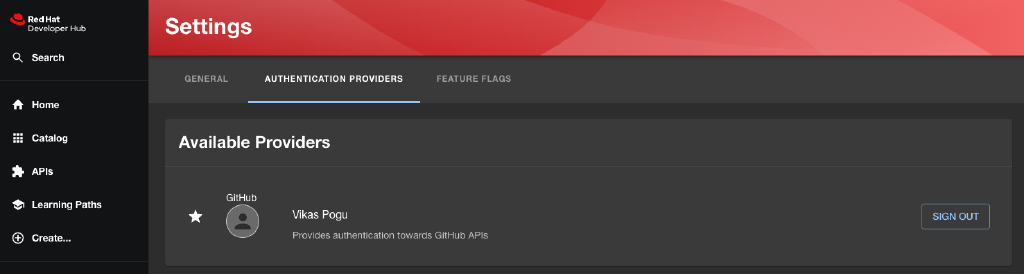 Red Hat
Developer Hub
Search
Home
Catalog
APIs
Learning Paths
Create...
Settings
GENERAL
AUTHENTICATION PROVIDERS
FEATURE FLAGS
Available Providers
GitHub
Vikas Pogu
Provides authentication towards GitHub APIs
SIGN OUT